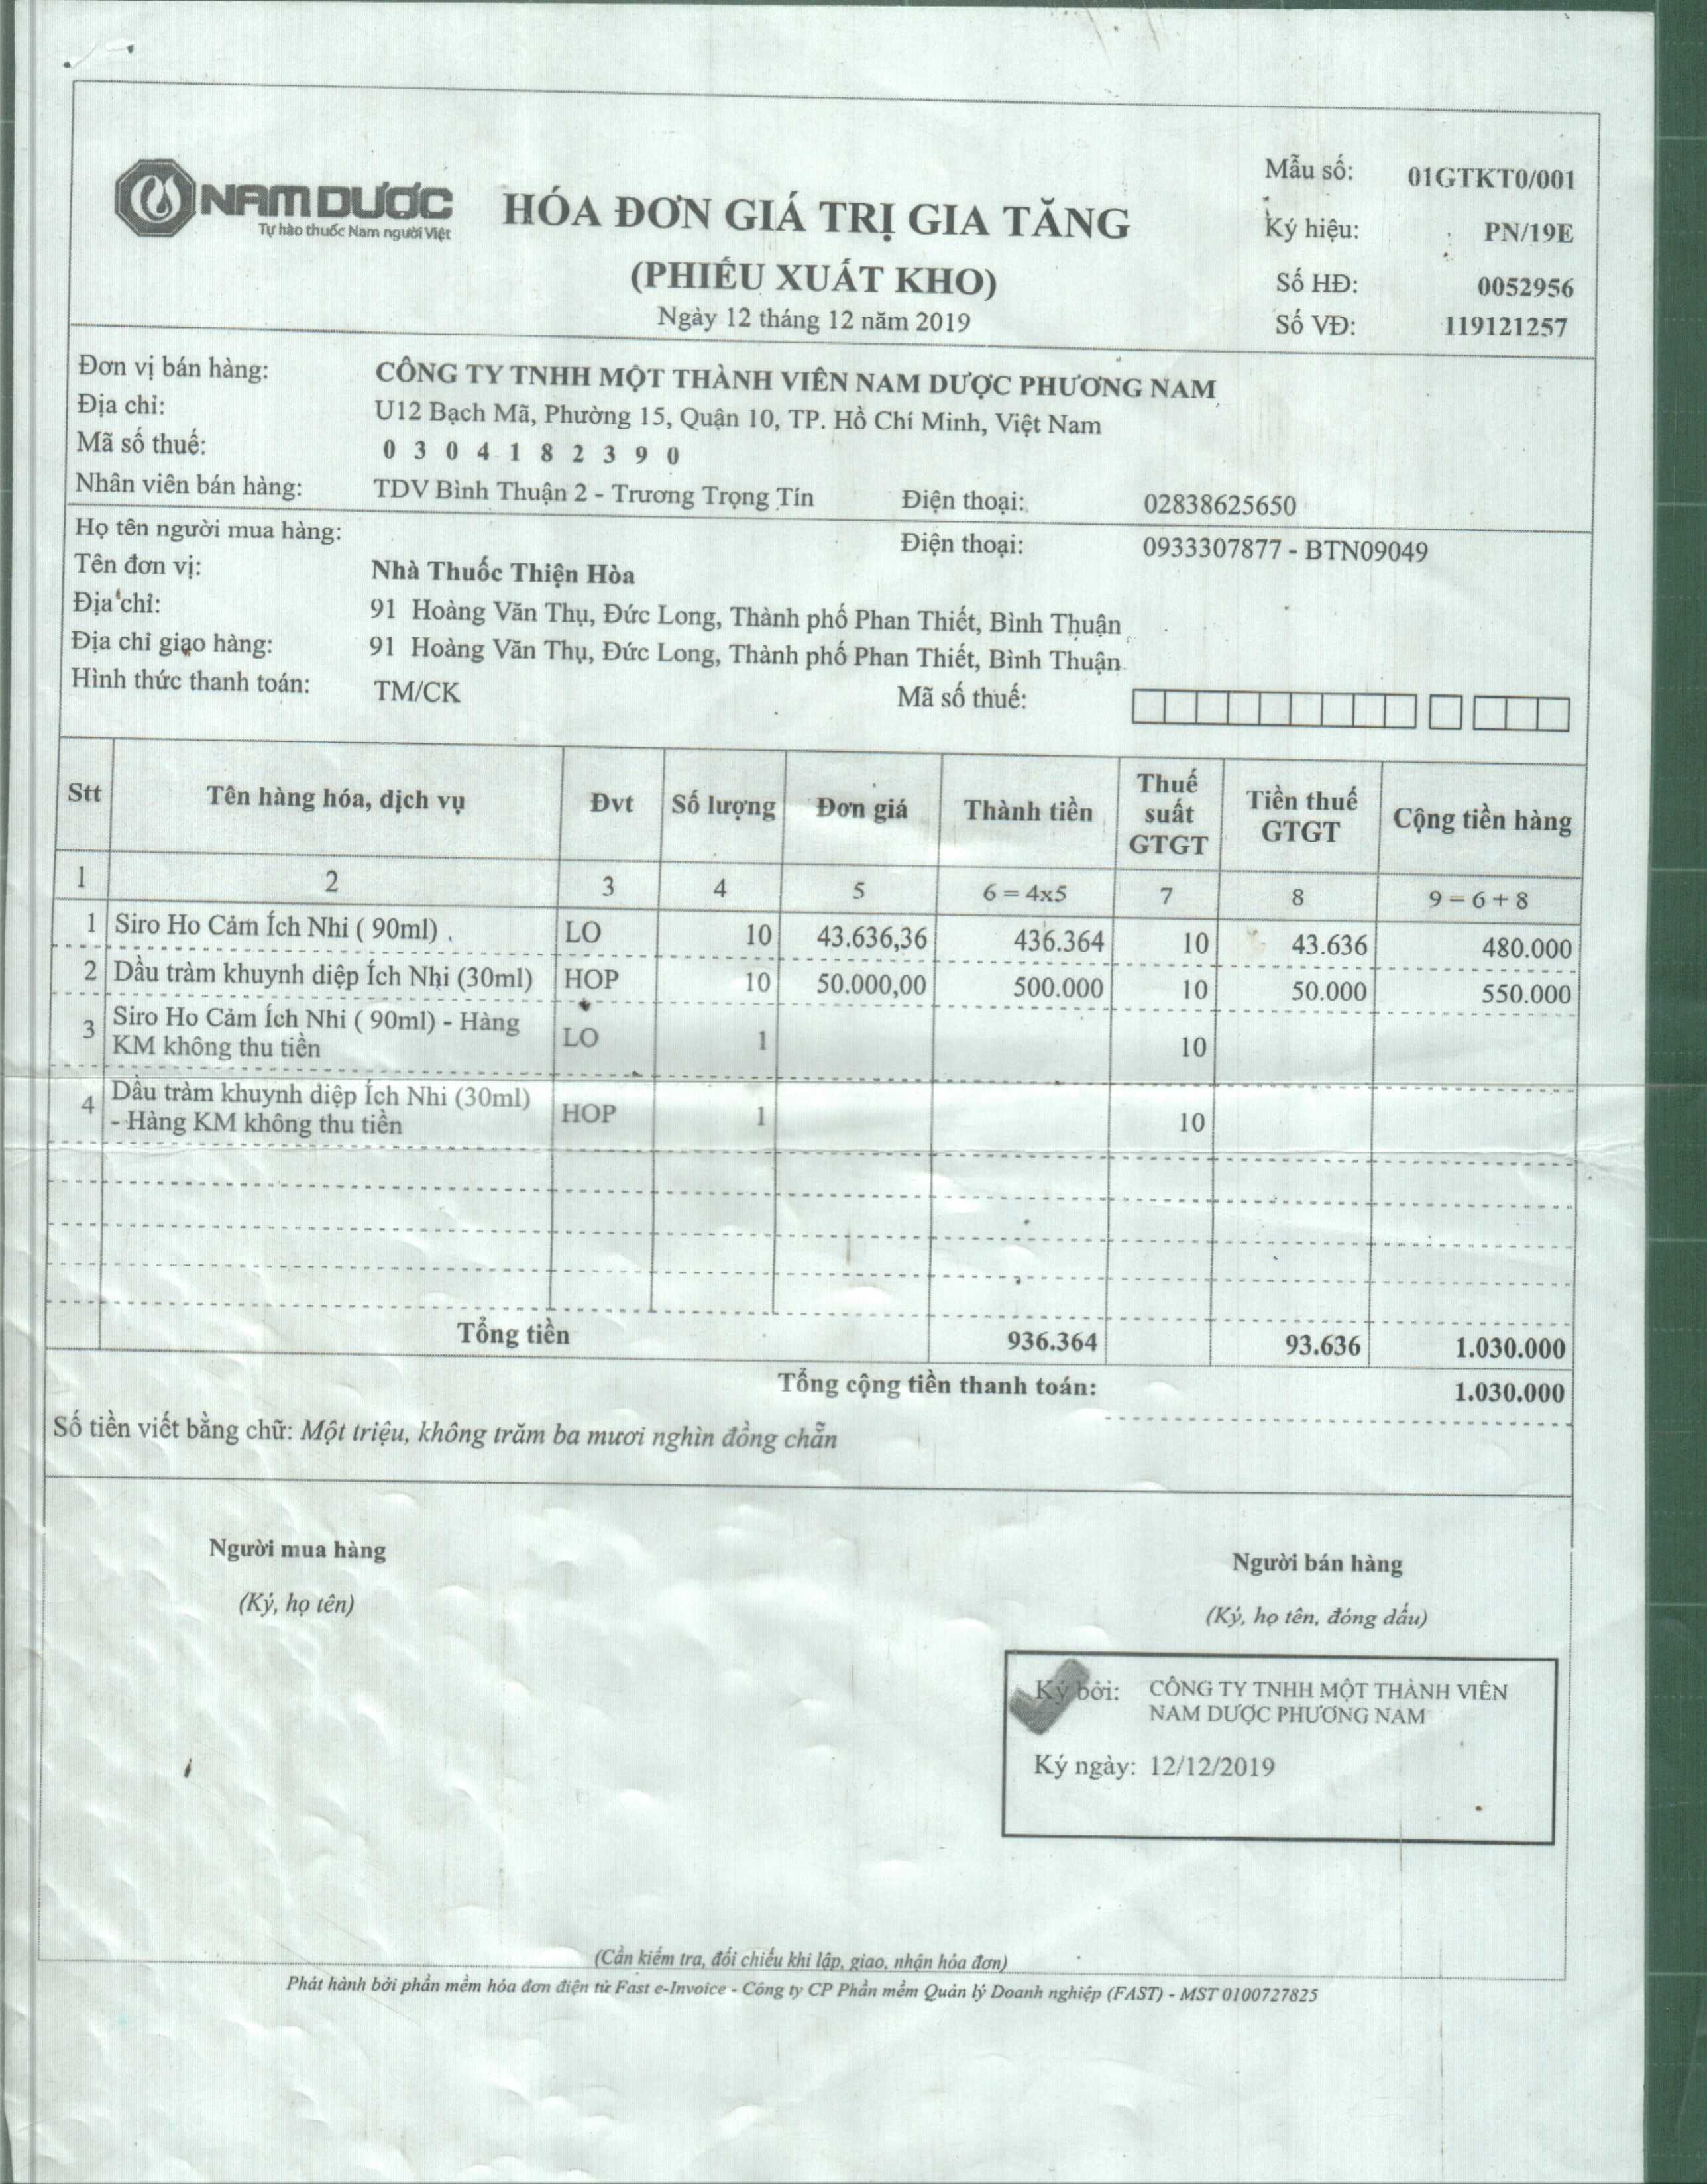 NAM DƯỢC
Tự hào thuốc Nam người Việt
HÓA ĐƠN GIÁ TRỊ GIA TĂNG
(PHIẾU XUẤT KHO)
Ngày 12 tháng 12 năm 2019
Mẫu số: 01GTKT0/001
Ký hiệu: PN/19E
Số HĐ: 0052956
Số VĐ: 119121257
Đơn vị bán hàng: CÔNG TY TNHH MỘT THÀNH VIÊN NAM DƯỢC PHƯƠNG NAM
Địa chỉ: U12 Bạch Mã, Phường 15, Quận 10, TP. Hồ Chí Minh, Việt Nam
Mã số thuế: 0 3 0 4 1 8 2 3 9 0
Nhân viên bán hàng: TDV Bình Thuận 2 - Trương Trọng Tín Điện thoại: 02838625650
Họ tên người mua hàng: Điện thoại: 0933307877 - BTN09049
Tên đơn vị: Nhà Thuốc Thiện Hòa
Địa chỉ: 91 Hoàng Văn Thụ, Đức Long, Thành phố Phan Thiết, Bình Thuận
Địa chỉ giao hàng: 91 Hoàng Văn Thụ, Đức Long, Thành phố Phan Thiết, Bình Thuận
Hình thức thanh toán: TM/CK Mã số thuế:
Stt Tên hàng hóa, dịch vụ Đvt Số lượng Đơn giá Thành tiền Thuế suất GTGT Tiền thuế GTGT Cộng tiền hàng
1 2 3 4 5 6 = 4x5 7 8 9 = 6 + 8
1 Siro Ho Cảm Ích Nhi ( 90ml) LO 10 43.636,36 436.364 10 43.636 480.000
2 Dầu tràm khuynh diệp Ích Nhi (30ml) HOP 10 50.000,00 500.000 10 50.000 550.000
3 Siro Ho Cảm Ích Nhi ( 90ml) - Hàng KM không thu tiền LO 1 10
4 Dầu tràm khuynh diệp Ích Nhi (30ml) - Hàng KM không thu tiền HOP 1 10
Tổng tiền 936.364 93.636 1.030.000
Tổng cộng tiền thanh toán: 1.030.000
Số tiền viết bằng chữ: Một triệu, không trăm ba mươi nghìn đồng chẵn
Người mua hàng
(Ký, họ tên)
Người bán hàng
(Ký, họ tên, đóng dấu)
Ký bởi: CÔNG TY TNHH MỘT THÀNH VIÊN
NAM DƯỢC PHƯƠNG NAM
Ký ngày: 12/12/2019
(Cần kiểm tra, đối chiếu khi lập, giao, nhận hóa đơn)
Phát hành bởi phần mềm hóa đơn điện tử Fast e-Invoice - Công ty CP Phần mềm Quản lý Doanh nghiệp (FAST) - MST 0100727825